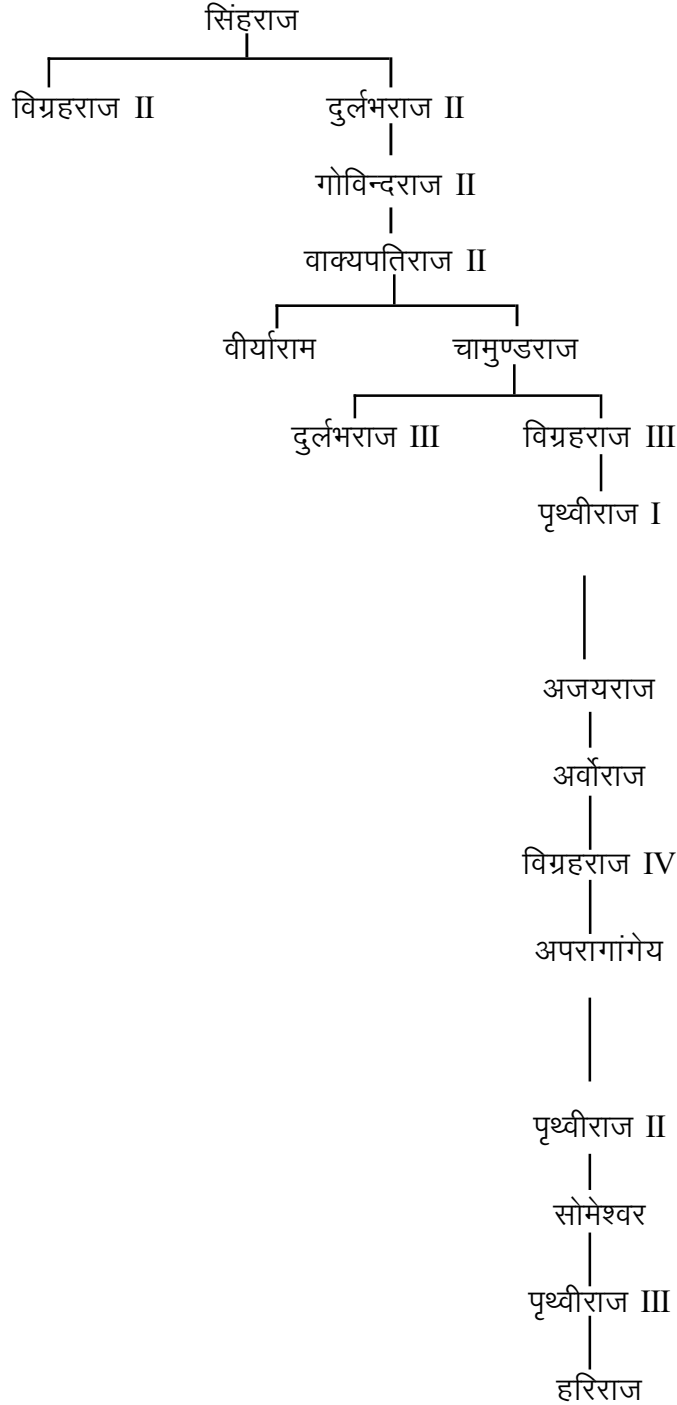 सिंहराज
विग्रहराज II दुर्लभराज II
गोविन्दराज II
वाक्यपतिराज II
वीर्याराम चामुण्डराज
दुर्लभराज III विग्रहराज III
पृथ्वीराज I
अजयराज
अर्वोराज
विग्रहराज IV
अपरागांगेय
पृथ्वीराज II
सोमेश्वर
पृथ्वीराज III
हरिराज